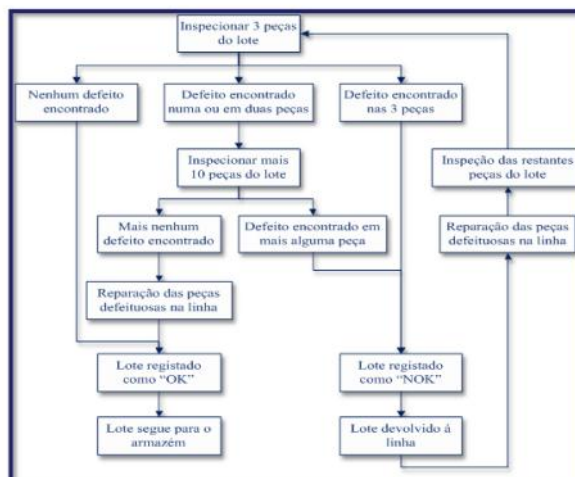 Inspecionar 3 peças
do lote
Nenhum defeito
encontrado
Defeito encontrado
numa ou em duas peças
Defeito encontrado
nas 3 peças
Inspecionar mais
10 peças do lote
Inspeção das restantes
peças do lote
Mais nenhum
defeito encontrado
Defeito encontrado em
mais alguma peça
Reparação das peças
defeituosas na linha
Reparação das peças
defeituosas na linha
Lote registado
como “OK”
Lote registado
como “NOK”
Lote segue para o
armazém
Lote devolvido á
linha